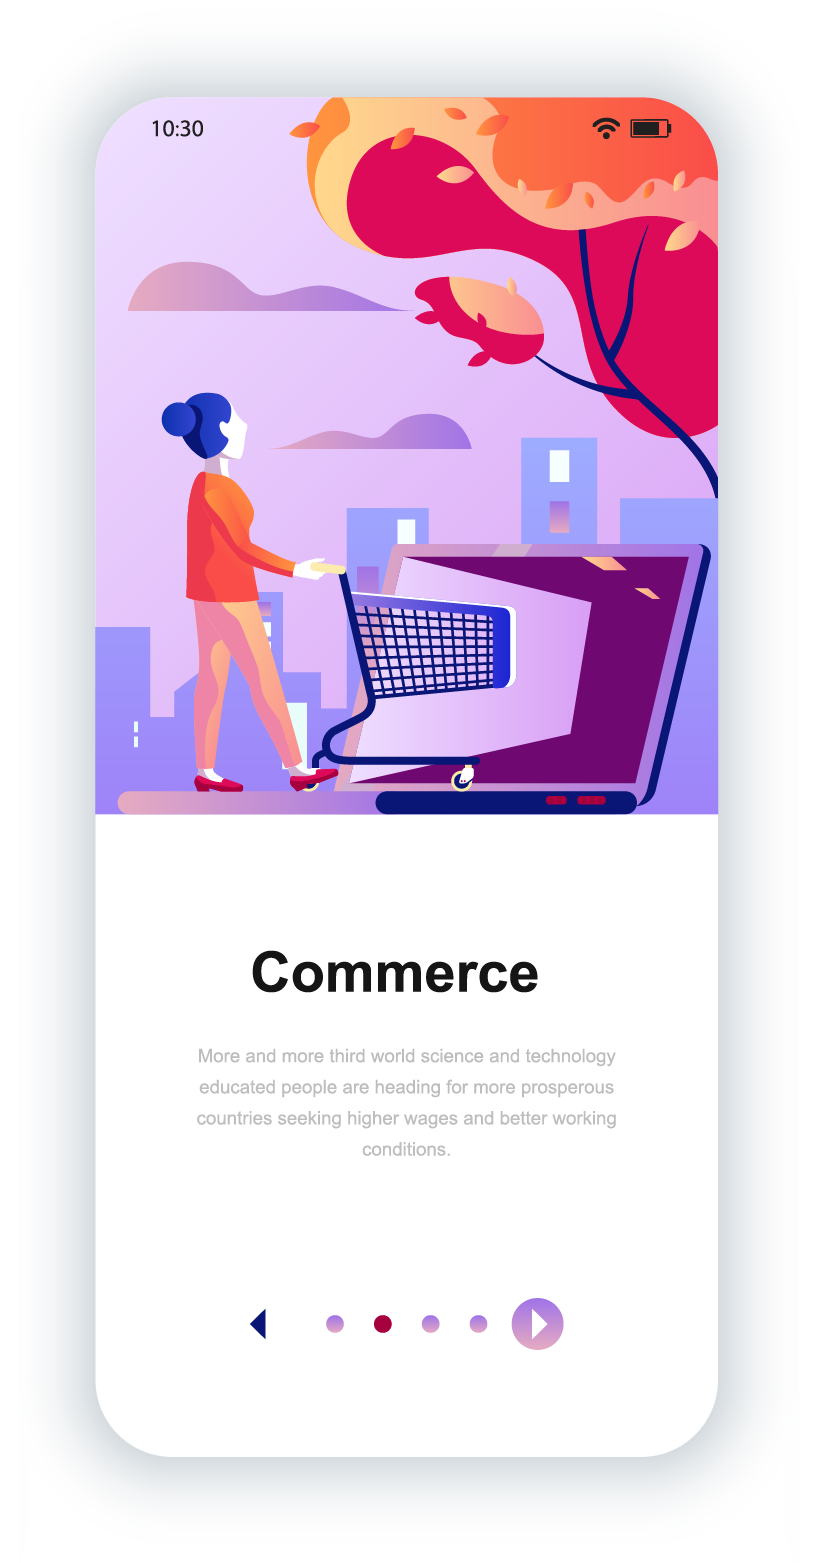 10:30
Commerce
More and more third world science and technology
educated people are heading for more prosperous
countries seeking higher wages and better working
conditions.